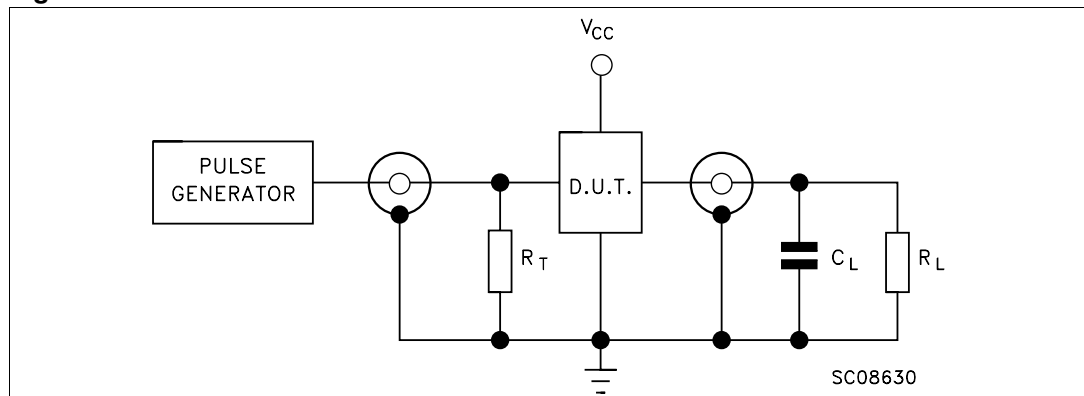 VCC
PULSE
GENERATOR
D.U.T.
RT
CL
RL
SC08630